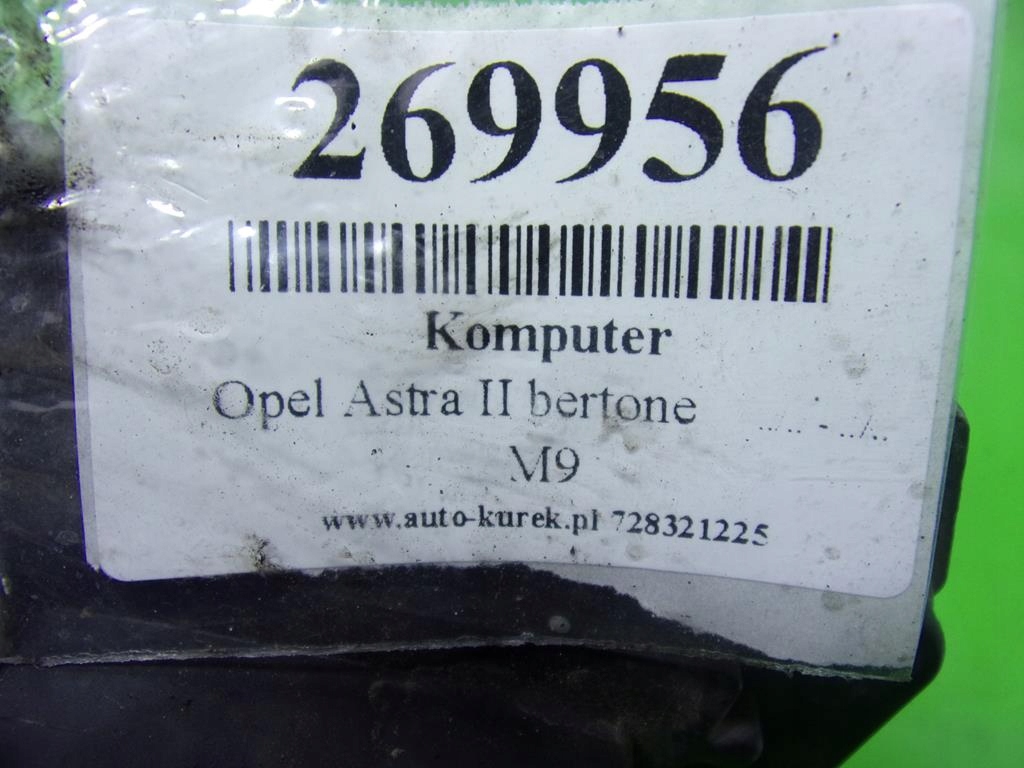 269956
Komputer
Opel Astra II bertone ../.. - ../..
M9
www.auto-kurek.pl 728321225